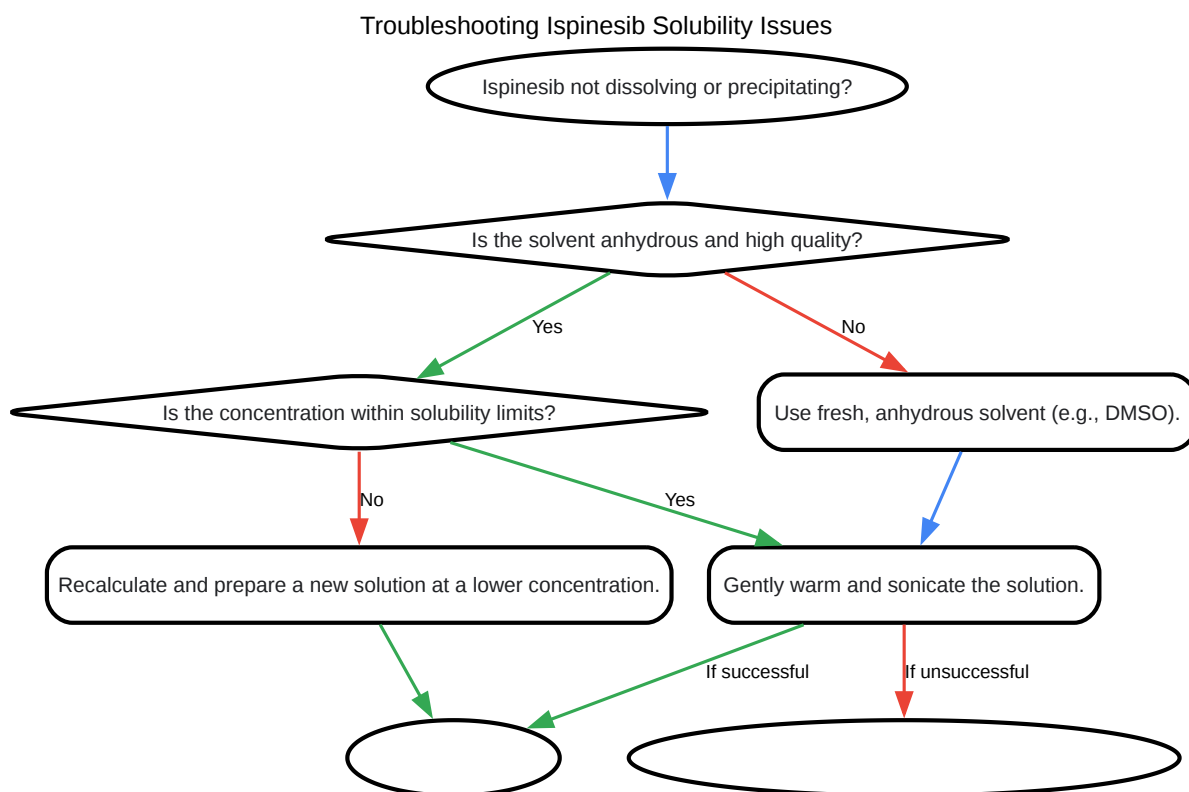 Troubleshooting Ispinesib Solubility Issues
Ispinesib not dissolving or precipitating?
Is the solvent anhydrous and high quality?
Yes
No
Is the concentration within solubility limits?
Use fresh, anhydrous solvent (e.g., DMSO).
No
Yes
Recalculate and prepare a new solution at a lower concentration.
Gently warm and sonicate the solution.
If successful
If unsuccessful